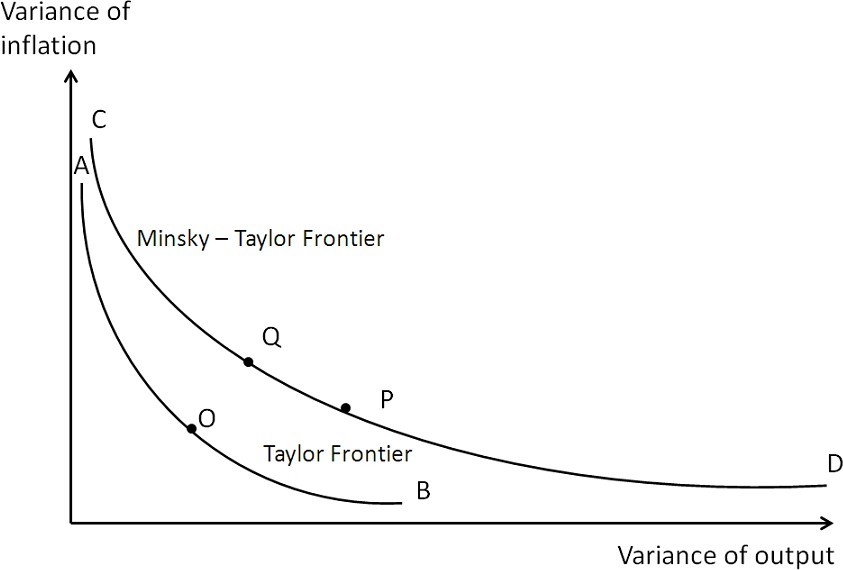 Variance of
inflation
C
A
Minsky – Taylor Frontier
Q
P
O
Taylor Frontier
D
B
Variance of output